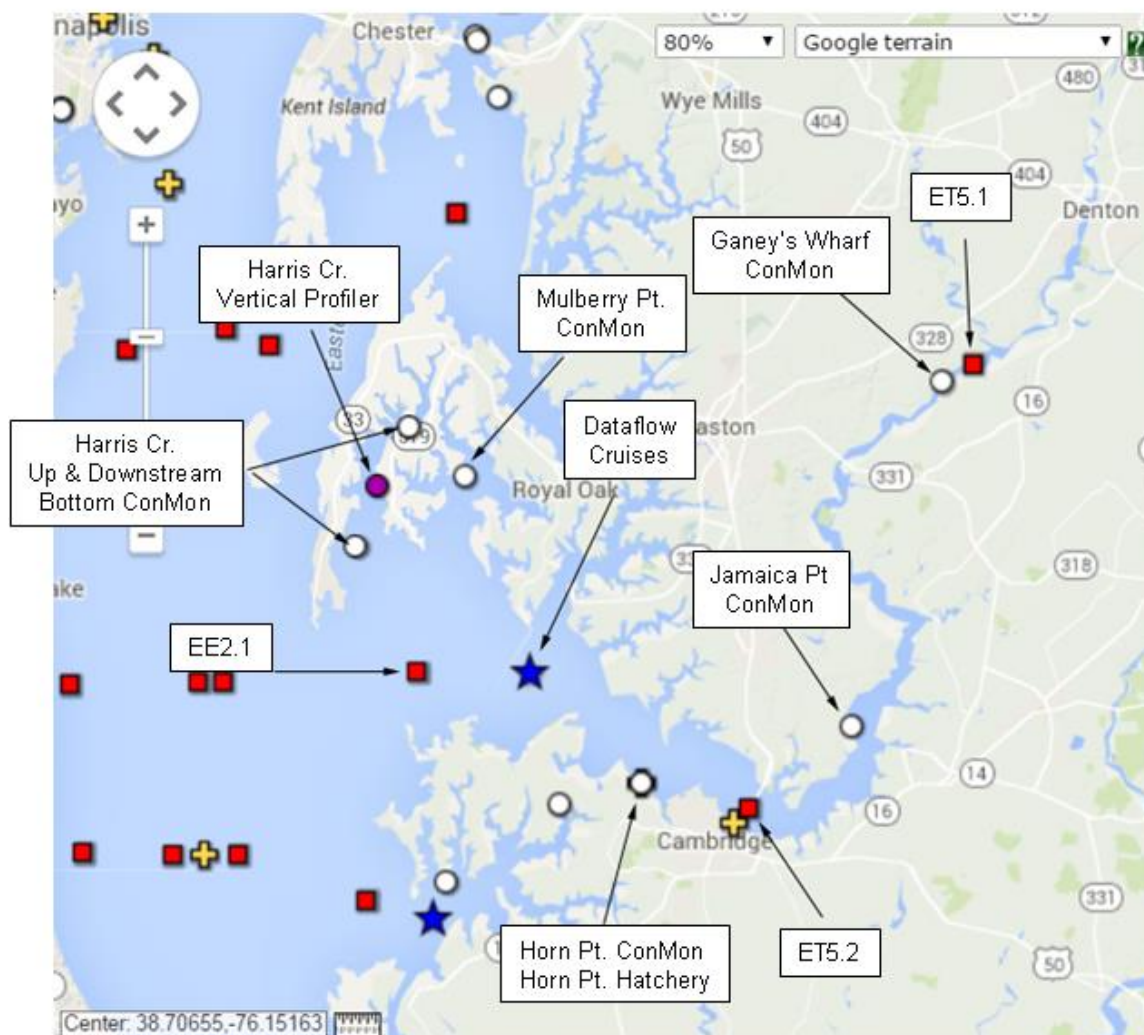 napolis
Chester
80%
Google terrain
?
Kent Island
Wye Mills
480
404
50
404
404
Denton
ET5.1
Ganey's Wharf
ConMon
Harris Cr.
Vertical Profiler
Mulberry Pt.
ConMon
328
16
33
Dataflow
Cruises
aston
Harris Cr.
Up & Downstream
Bottom ConMon
Royal Oak
331
318
Jamaica Pt
ConMon
EE2.1
14
16
Cambridge
331
Horn Pt. ConMon
Horn Pt. Hatchery
ET5.2
50
Center: 38.70655,-76.15163